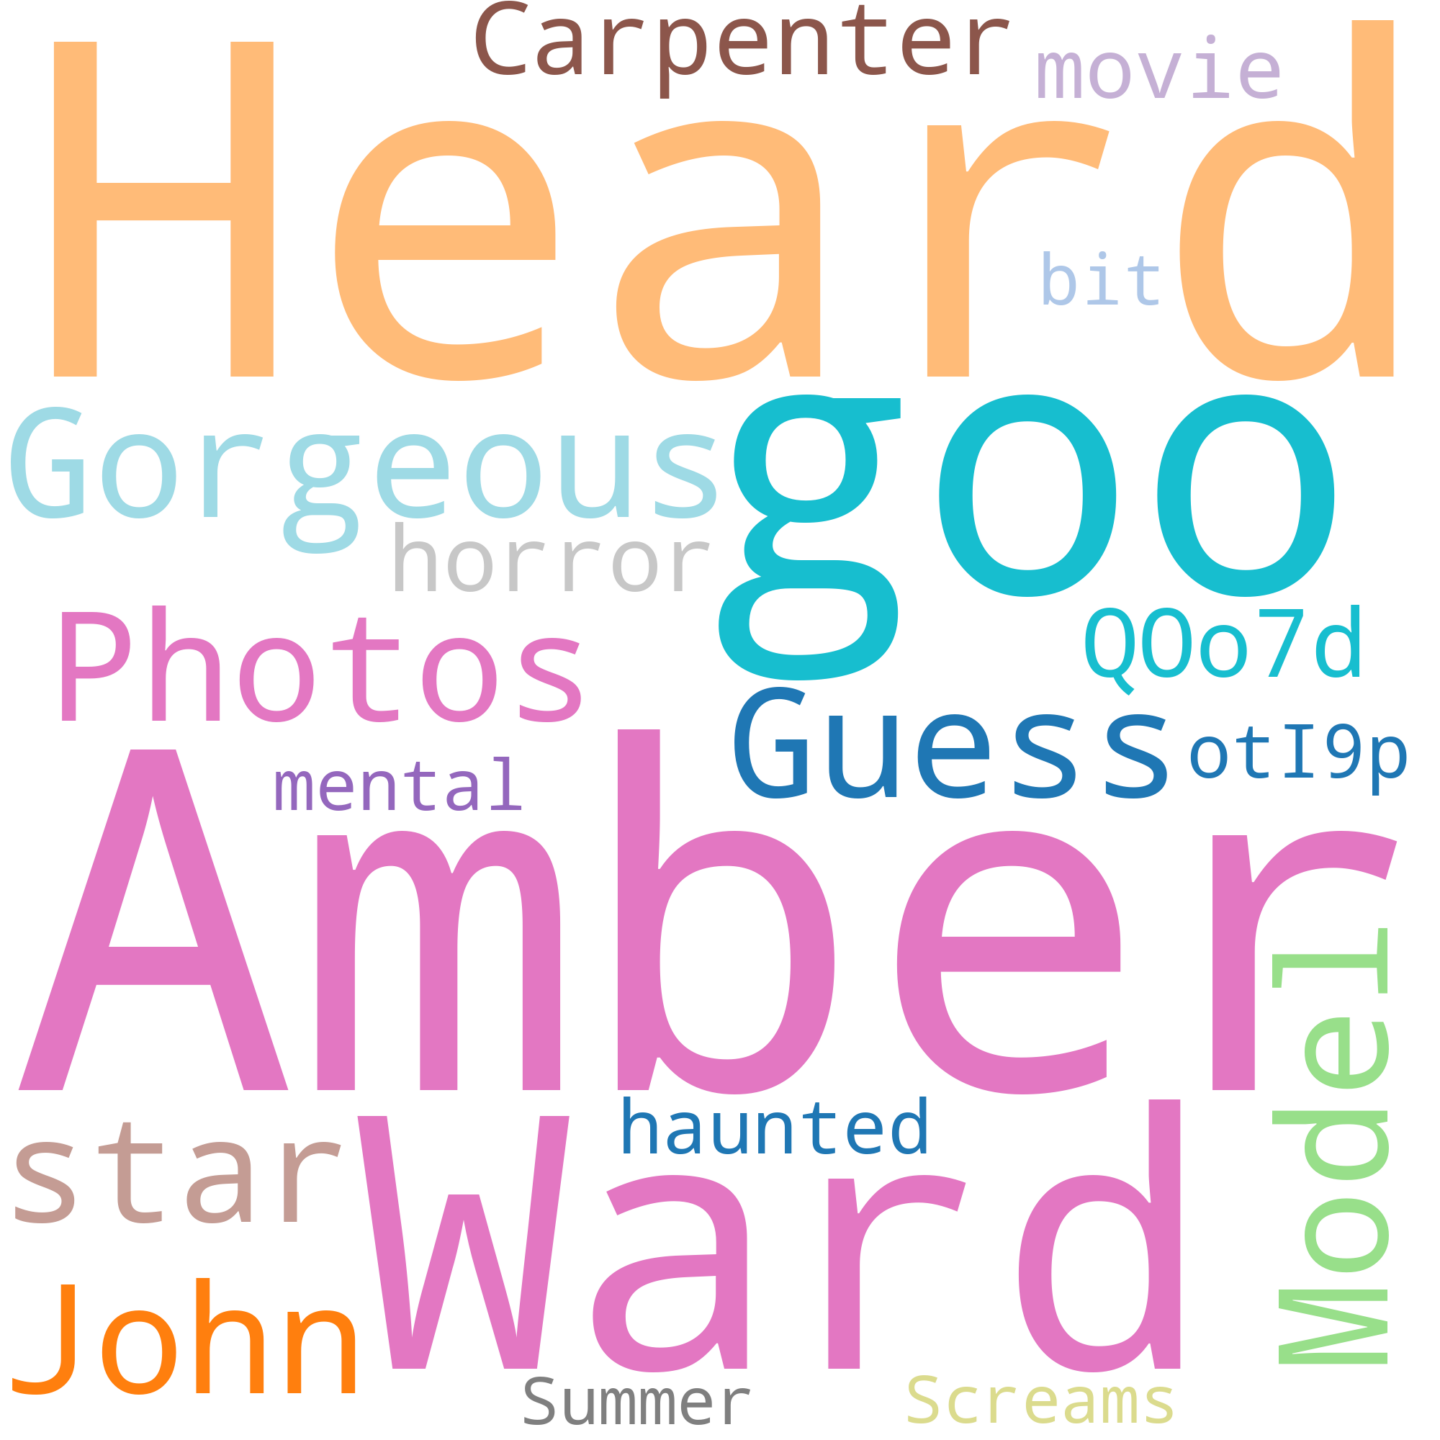 Carpenter
movie
Heard
bit
Gorgeous
goo
horror
Photos
QOo7d
Guess
otI9p
mental
Amber
Model
haunted
star
Ward
John
Summer
Screams